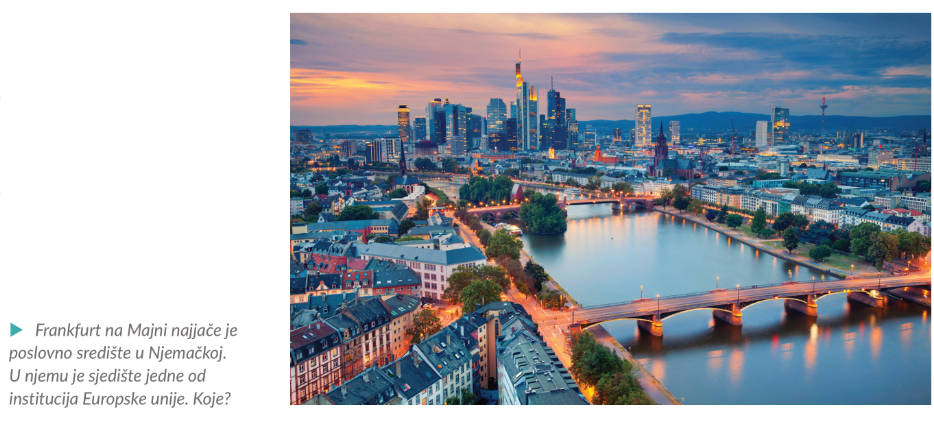 Frankfurt na Majni najjače je
poslovno središte u Njemačkoj.
U njemu je sjedište jedne od
institucija Europske unije. Koje?